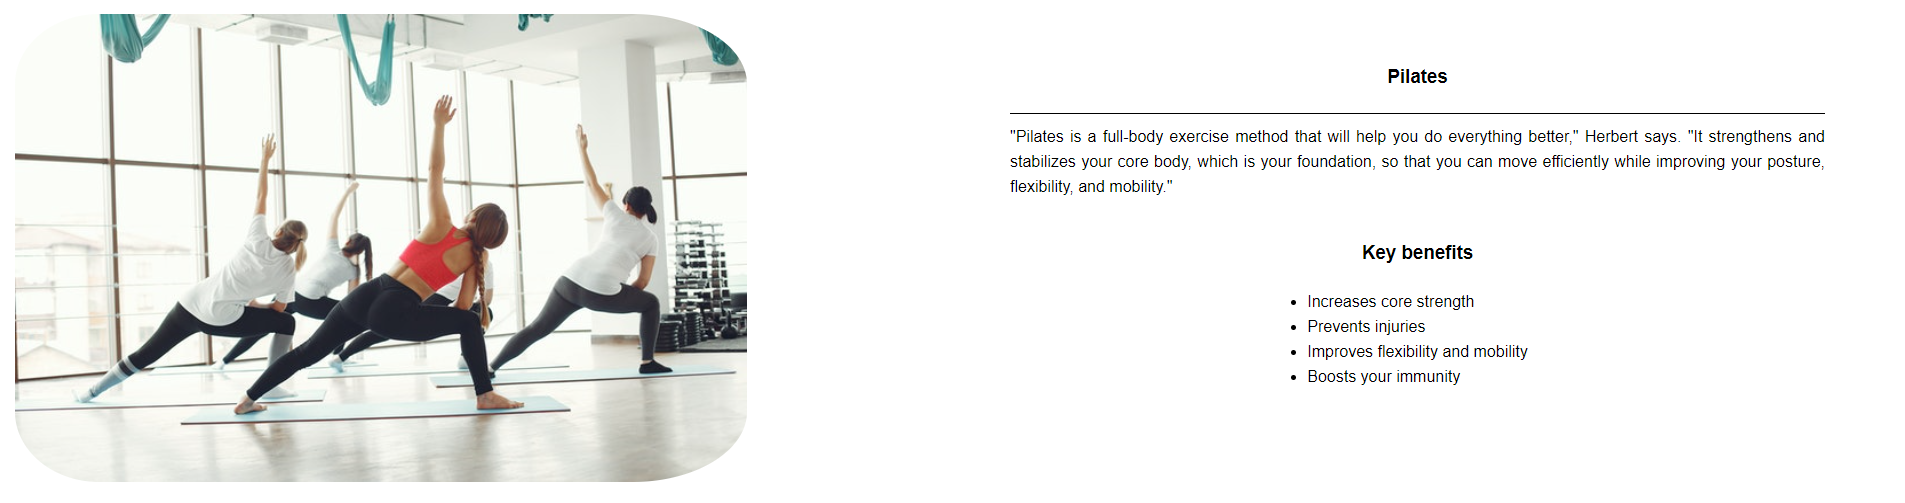 Pilates
"Pilates is a full-body exercise method that will help you do everything better," Herbert says. "It strengthens and
stabilizes your core body, which is your foundation, so that you can move efficiently while improving your posture,
flexibility, and mobility."
Key benefits
• Increases core strength
• Prevents injuries
• Improves flexibility and mobility
• Boosts your immunity